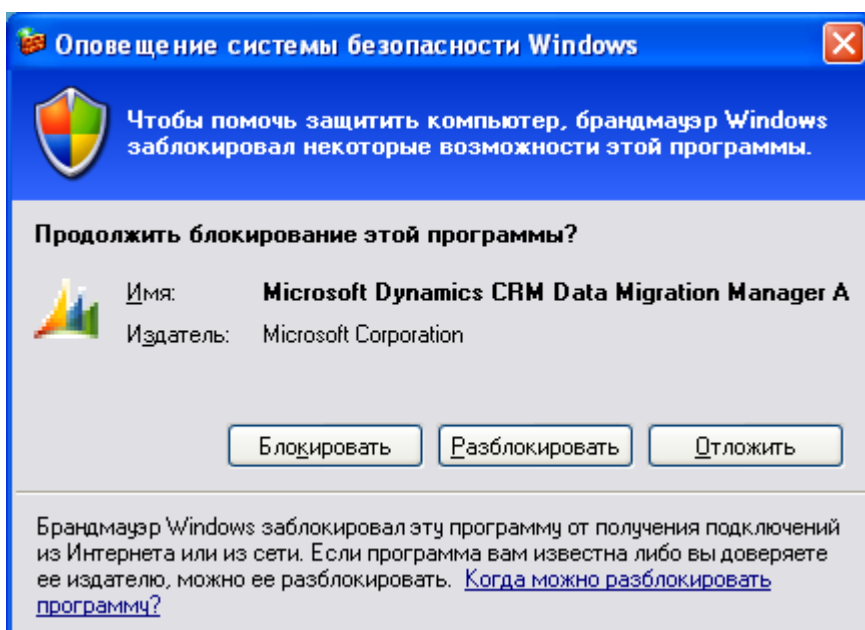 Оповещение системы безопасности Windows
Чтобы помочь защитить компьютер, брандмауэр Windows
заблокировал некоторые возможности этой программы.
Продолжить блокирование этой программы?
Имя: Microsoft Dynamics CRM Data Migration Manager A
Издатель: Microsoft Corporation
Блокировать Разблокировать Отложить
Брандмауэр Windows заблокировал эту программу от получения подключений
из Интернета или из сети. Если программа вам известна либо вы доверяете
ее издателю, можно ее разблокировать. Когда можно разблокировать
программу?